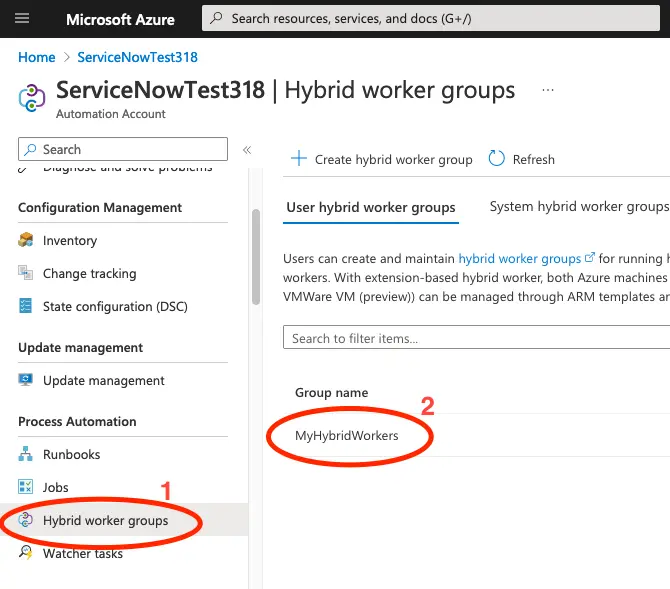 Microsoft Azure
Search resources, services, and docs (G+/)
Home > ServiceNowTest318
ServiceNowTest318 | Hybrid worker groups ...
Automation Account
Search
«
Diagnose and solve problems
Configuration Management
Inventory
Change tracking
State configuration (DSC)
Update management
Update management
Process Automation
Runbooks
Jobs
1
Hybrid worker groups
Watcher tasks
Create hybrid worker group
Refresh
User hybrid worker groups
System hybrid worker groups
Users can create and maintain hybrid worker groups for running
workers. With extension-based hybrid worker, both Azure machines
VMWare VM (preview)) can be managed through ARM templates
Search to filter items...
Group name
2
MyHybridWorkers